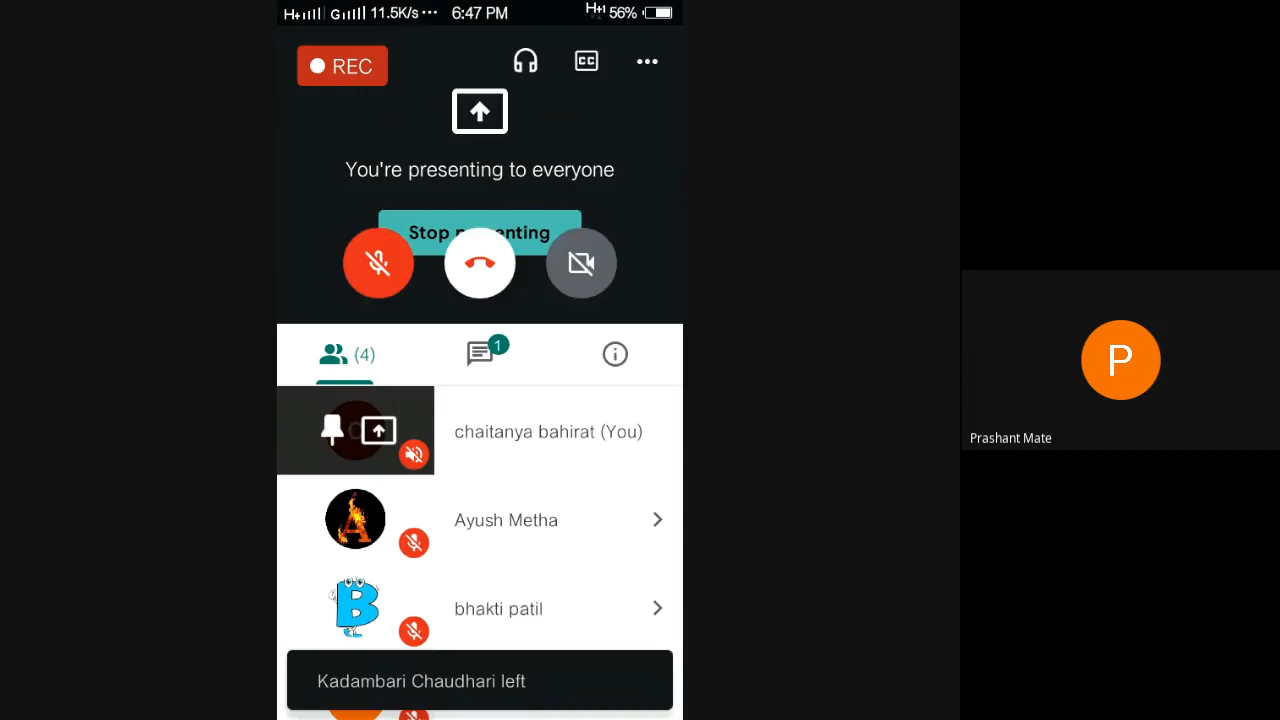 H+ G 11.5K/s ··· 6:47 PM H+ 56%
REC
CC
You're presenting to everyone
Stop enting
(4)
1
chaitanya bahirat (You)
A
Ayush Metha
B
bhakti patil
Kadambari Chaudhari left
P
Prashant Mate